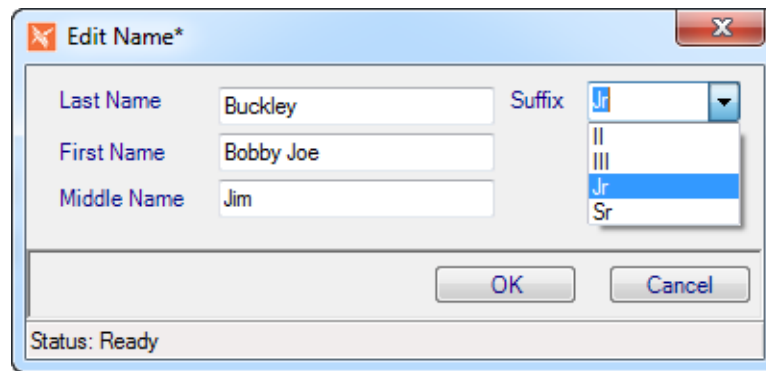 Edit Name*
Last Name Buckley Suffix Jr
II
First Name Bobby Joe
III
Jr
Middle Name Jim
Sr
OK Cancel
Status: Ready